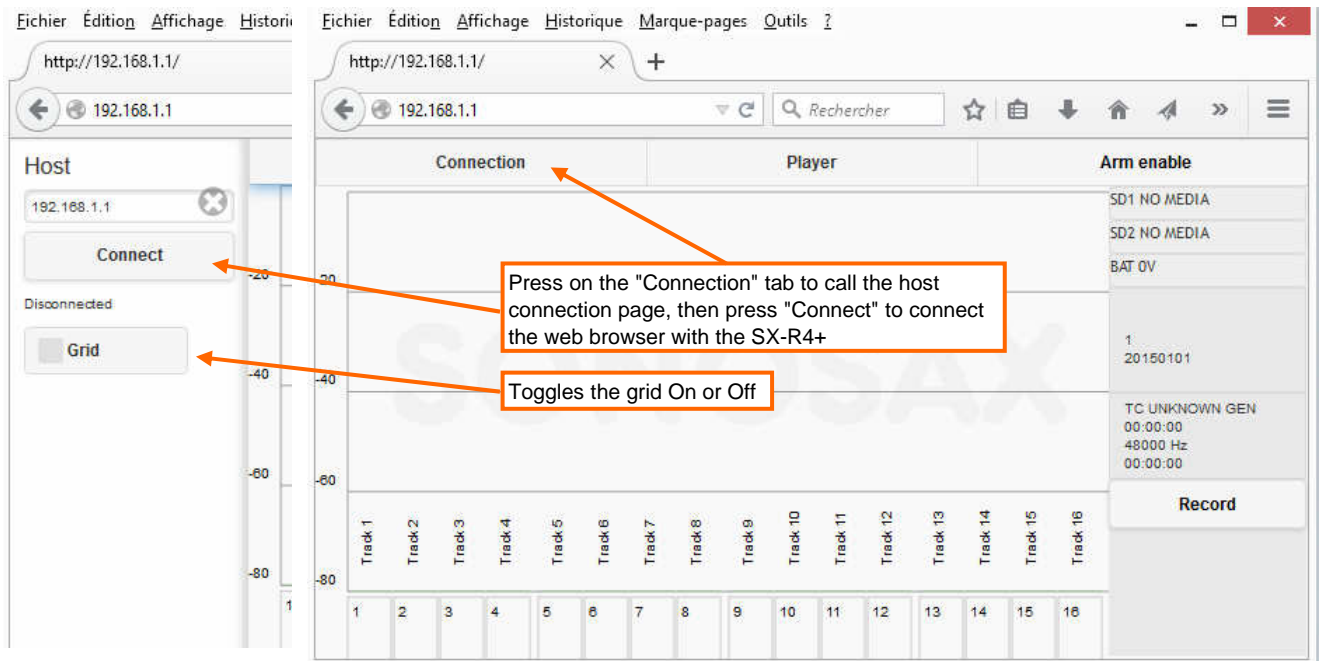 Fichier Édition Affichage Histori
http://192.168.1.1/
192.168.1.1
Host
192.168.1.1
Connect
Disconnected
Grid
-20
-40
-60
-80
1
Fichier Édition Affichage Historique Marque-pages Outils ?
http://192.168.1.1/
192.168.1.1 Rechercher
Connection Player Arm enable
SD1 NO MEDIA
SD2 NO MEDIA
BAT 0V
1
20150101
TC UNKNOWN GEN
00:00:00
48000 Hz
00:00:00
Record
-20
-40
-60
-80
SONOSAX
Press on the "Connection" tab to call the host
connection page, then press "Connect" to connect
the web browser with the SX-R4+
Toggles the grid On or Off
Track 1
Track 2
Track 3
Track 4
Track 5
Track 6
Track 7
Track 8
Track 9
Track 10
Track 11
Track 12
Track 13
Track 14
Track 15
Track 16
1 2 3 4 5 6 7 8 9 10 11 12 13 14 15 16